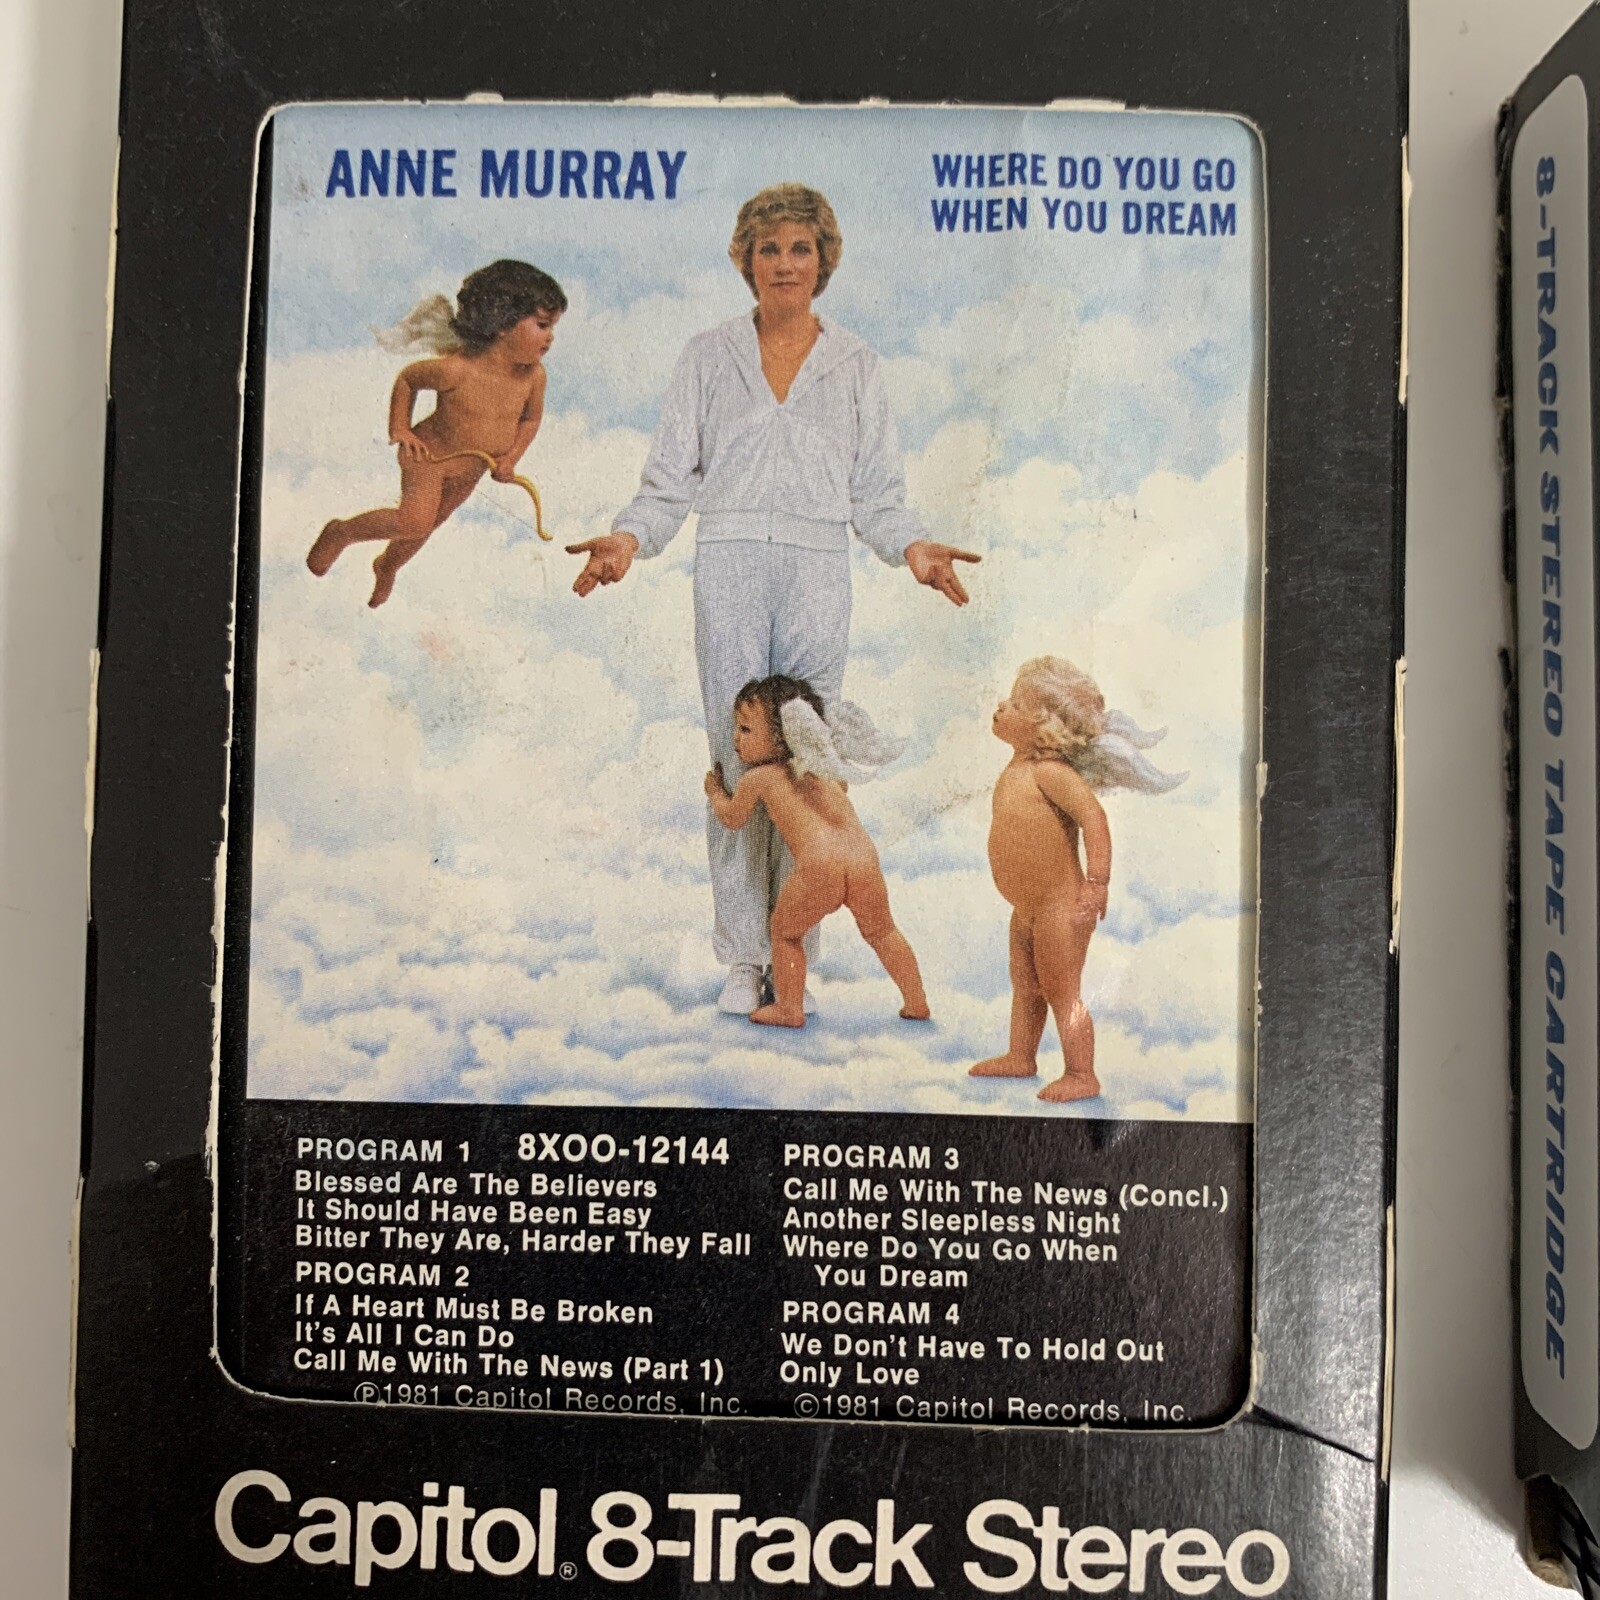 ANNE MURRAY
WHERE DO YOU GO
WHEN YOU DREAM
PROGRAM 1 8XOO-12144
Blessed Are The Believers
It Should Have Been Easy
Bitter They Are, Harder They Fall
PROGRAM 2
If A Heart Must Be Broken
It's All I Can Do
Call Me With The News (Part 1)
℗1981 Capitol Records, Inc.
PROGRAM 3
Call Me With The News (Concl.)
Another Sleepless Night
Where Do You Go When
You Dream
PROGRAM 4
We Don't Have To Hold Out
Only Love
©1981 Capitol Records, Inc.
Capitol® 8-Track Stereo
8-TRACK STEREO TAPE CARTRIDGE